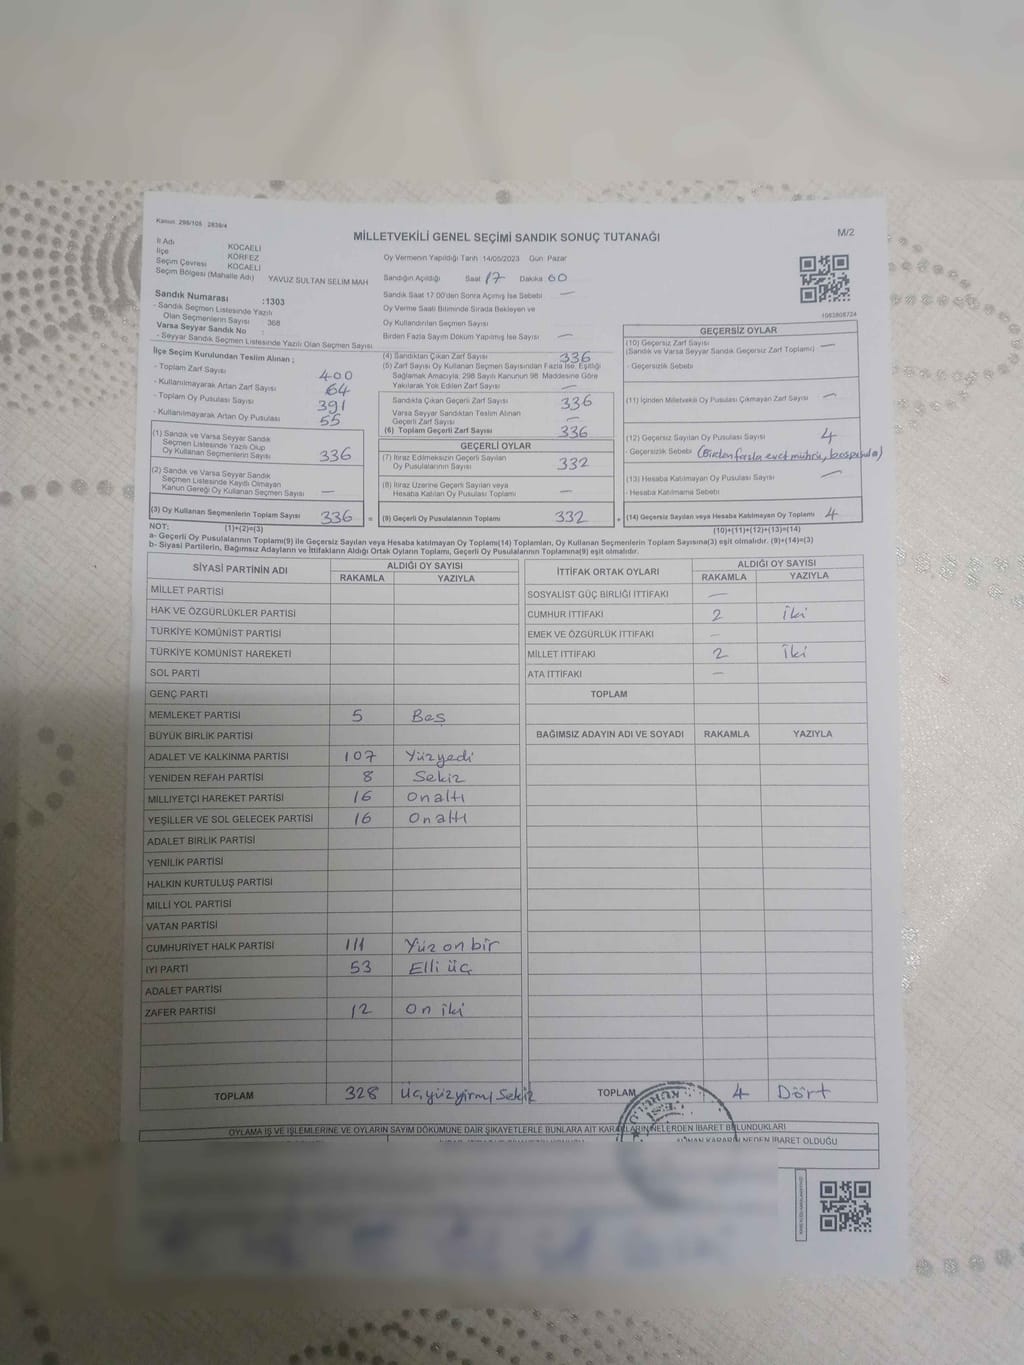 Kanun 298/105 2839/4
MİLLETVEKİLİ GENEL SEÇİMİ SANDIK SONUÇ TUTANAĞI
M/2
İl Adı KOCAELİ
İlçe KÖRFEZ
Seçim Çevresi KOCAELİ
Seçim Bölgesi (Mahalle Adı) YAVUZ SULTAN SELİM MAH
Sandık Numarası :1303
- Sandık Seçmen Listesinde Yazılı
Olan Seçmenlerin Sayısı 368
Varsa Seyyar Sandık No :
- Seyyar Sandık Seçmen Listesinde Yazılı Olan Seçmen Sayısı
Oy Vermenin Yapıldığı Tarih 14/05/2023 Gün Pazar
Sandığın Açıldığı Saat 17 Dakika 60
Sandık Saat 17 00'den Sonra Açımış İse Sebebi —
Oy Verme Saati Bitiminde Sırada Bekleyen ve
Oy Kullandırılan Seçmen Sayısı
Birden Fazla Sayım Döküm Yapımış İse Sayısı —
1063808724
İlçe Seçim Kurulundan Teslim Alınan ;
- Toplam Zarf Sayısı 400
- Kullanılmayarak Artan Zarf Sayısı 64
- Toplam Oy Pusulası Sayısı 391
- Kullanılmayarak Artan Oy Pusulası 55
(1) Sandık ve Varsa Seyyar Sandık
Seçmen Listesinde Yazılı Olup
Oy Kullanan Seçmenlerin Sayısı 336
(2) Sandık ve Varsa Seyyar Sandık
Seçmen Listesinde Kayıtlı Olmayan
Kanun Gereği Oy Kullanan Seçmen Sayısı —
(3) Oy Kullanan Seçmenlerin Toplam Sayısı 336 =
(4) Sandıktan Çıkan Zarf Sayısı 336
(5) Zarf Sayısı Oy Kullanan Seçmen Sayısından Fazla İse, Eşitliği
Sağlamak Amacıyla; 298 Sayılı Kanunun 98 Maddesine Göre
Yakılarak Yok Edilen Zarf Sayısı —
Sandıkta Çıkan Geçerli Zarf Sayısı 336
Varsa Seyyar Sandıktan Teslim Alınan
Geçerli Zarf Sayısı —
(6) Toplam Geçerli Zarf Sayısı 336
GEÇERLİ OYLAR
(7) İtiraz Edilmeksizin Geçerli Sayılan
Oy Pusulalarının Sayısı 332
(8) İtiraz Üzerine Geçerli Sayılan veya
Hesaba Katılan Oy Pusulası Toplamı —
(9) Geçerli Oy Pusulalarının Toplamı 332 +
GEÇERSİZ OYLAR
(10) Geçersiz Zarf Sayısı
(Sandık ve Varsa Seyyar Sandık Geçersiz Zarf Toplamı) —
- Geçersizlik Sebebi
(11) İçinden Milletvekili Oy Pusulası Çıkmayan Zarf Sayısı —
(12) Geçersiz Sayılan Oy Pusulası Sayısı 4
- Geçersizlik Sebebi (Birden fazla evet mührü, boş pusula)
(13) Hesaba Katılmayan Oy Pusulası Sayısı —
- Hesaba Katılmama Sebebi
(14) Geçersiz Sayılan veya Hesaba Katılmayan Oy Toplamı 4
NOT: (1)+(2)=(3)
(10)+(11)+(12)+(13)=(14)
a- Geçerli Oy Pusulalarının Toplamı(9) ile Geçersiz Sayılan veya Hesaba katılmayan Oy Toplamı(14) Toplamları, Oy Kullanan Seçmenlerin Toplam Sayısına(3) eşit olmalıdır. (9)+(14)=(3)
b- Siyasi Partilerin, Bağımsız Adayların ve İttifakların Aldığı Ortak Oyların Toplamı, Geçerli Oy Pusulalarının Toplamına(9) eşit olmalıdır.
SİYASİ PARTİNİN ADI ALDIĞI OY SAYISI
RAKAMLA YAZIYLA
MİLLET PARTİSİ
HAK VE ÖZGÜRLÜKLER PARTİSİ
TÜRKİYE KOMÜNİST PARTİSİ
TÜRKİYE KOMÜNİST HAREKETİ
SOL PARTİ
GENÇ PARTİ
MEMLEKET PARTİSİ 5 Beş
BÜYÜK BİRLİK PARTİSİ
ADALET VE KALKINMA PARTİSİ 107 Yüzyedi
YENİDEN REFAH PARTİSİ 8 Sekiz
MİLLİYETÇİ HAREKET PARTİSİ 16 Onaltı
YEŞİLLER VE SOL GELECEK PARTİSİ 16 Onaltı
ADALET BİRLİK PARTİSİ
YENİLİK PARTİSİ
HALKIN KURTULUŞ PARTİSİ
MİLLİ YOL PARTİSİ
VATAN PARTİSİ
CUMHURİYET HALK PARTİSİ 111 Yüz on bir
İYİ PARTİ 53 Elli üç
ADALET PARTİSİ
ZAFER PARTİSİ 12 On iki
TOPLAM 328 Üçyüzyirmi Sekiz
İTTİFAK ORTAK OYLARI ALDIĞI OY SAYISI
RAKAMLA YAZIYLA
SOSYALİST GÜÇ BİRLİĞİ İTTİFAKI —
CUMHUR İTTİFAKI 2 İki
EMEK VE ÖZGÜRLÜK İTTİFAKI —
MİLLET İTTİFAKI 2 İki
ATA İTTİFAKI —
TOPLAM
BAĞIMSIZ ADAYIN ADI VE SOYADI RAKAMLA YAZIYLA
TOPLAM 4 Dört
OYLAMA İŞ VE İŞLEMLERİNE VE OYLARIN SAYIM DÖKÜMÜNE DAİR ŞİKAYETLERLE BUNLARA AİT KARARLARIN NELERDEN İBARET BULUNDUKLARI
NEDEN İBARET OLDUĞU